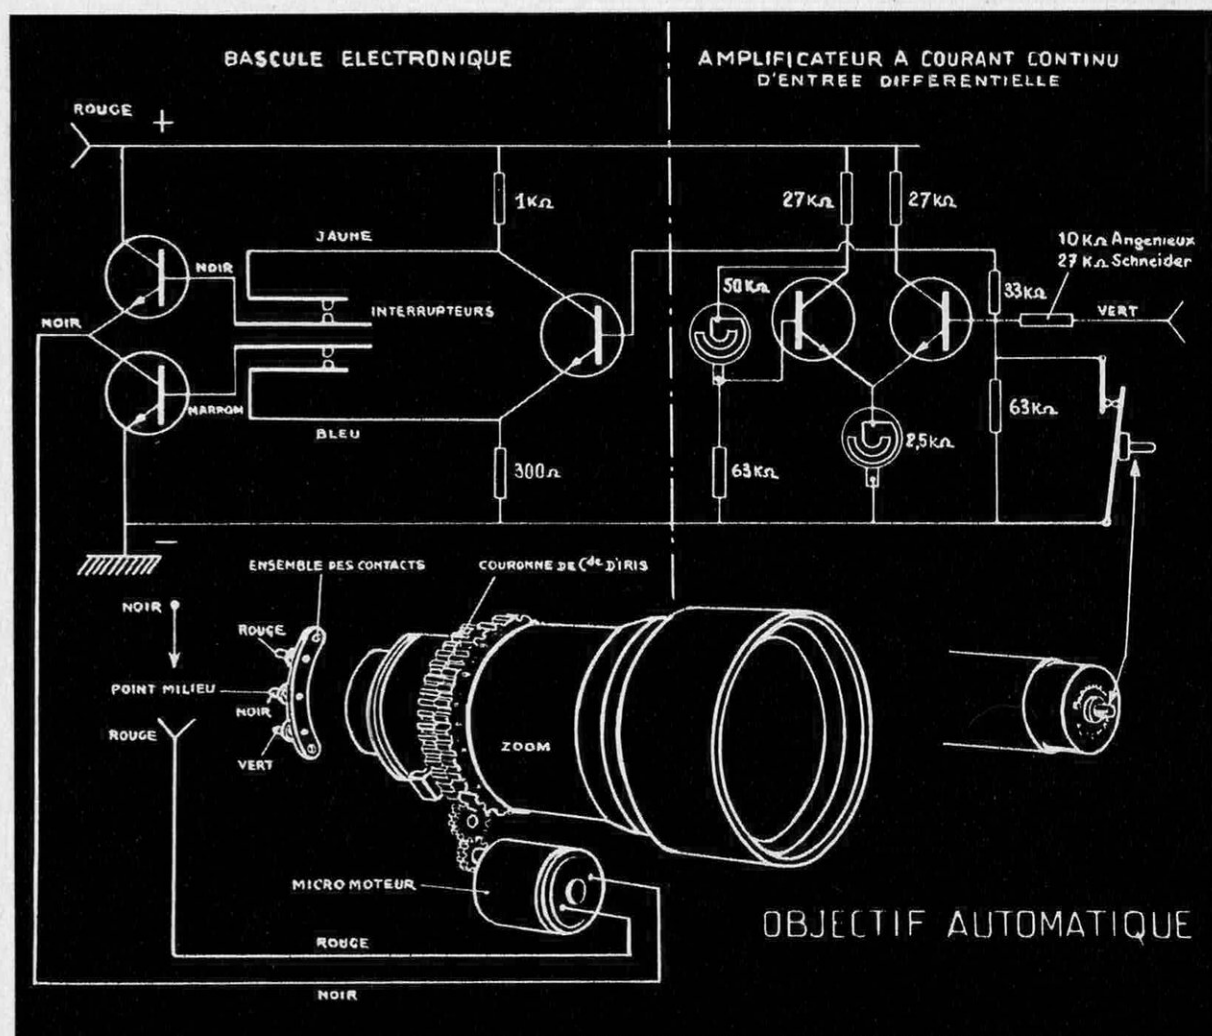 BASCULE ELECTRONIQUE
AMPLIFICATEUR A COURANT CONTINU
D'ENTREE DIFFERENTIELLE
ROUGE
+
1KΩ
27KΩ
27KΩ
JAUNE
10 KΩ Angenieux
27 KΩ Schneider
NOIR
50KΩ
33KΩ
INTERRUPTEURS
VERT
NOIR
MARROM
63KΩ
BLEU
2,5KΩ
300Ω
63KΩ
−
ENSEMBLE DES CONTACTS
COURONNE DE Cde D'IRIS
NOIR
ROUGE
POINT MILIEU
NOIR
ROUGE
VERT
ZOOM
MICRO MOTEUR
OBJECTIF AUTOMATIQUE
ROUGE
NOIR